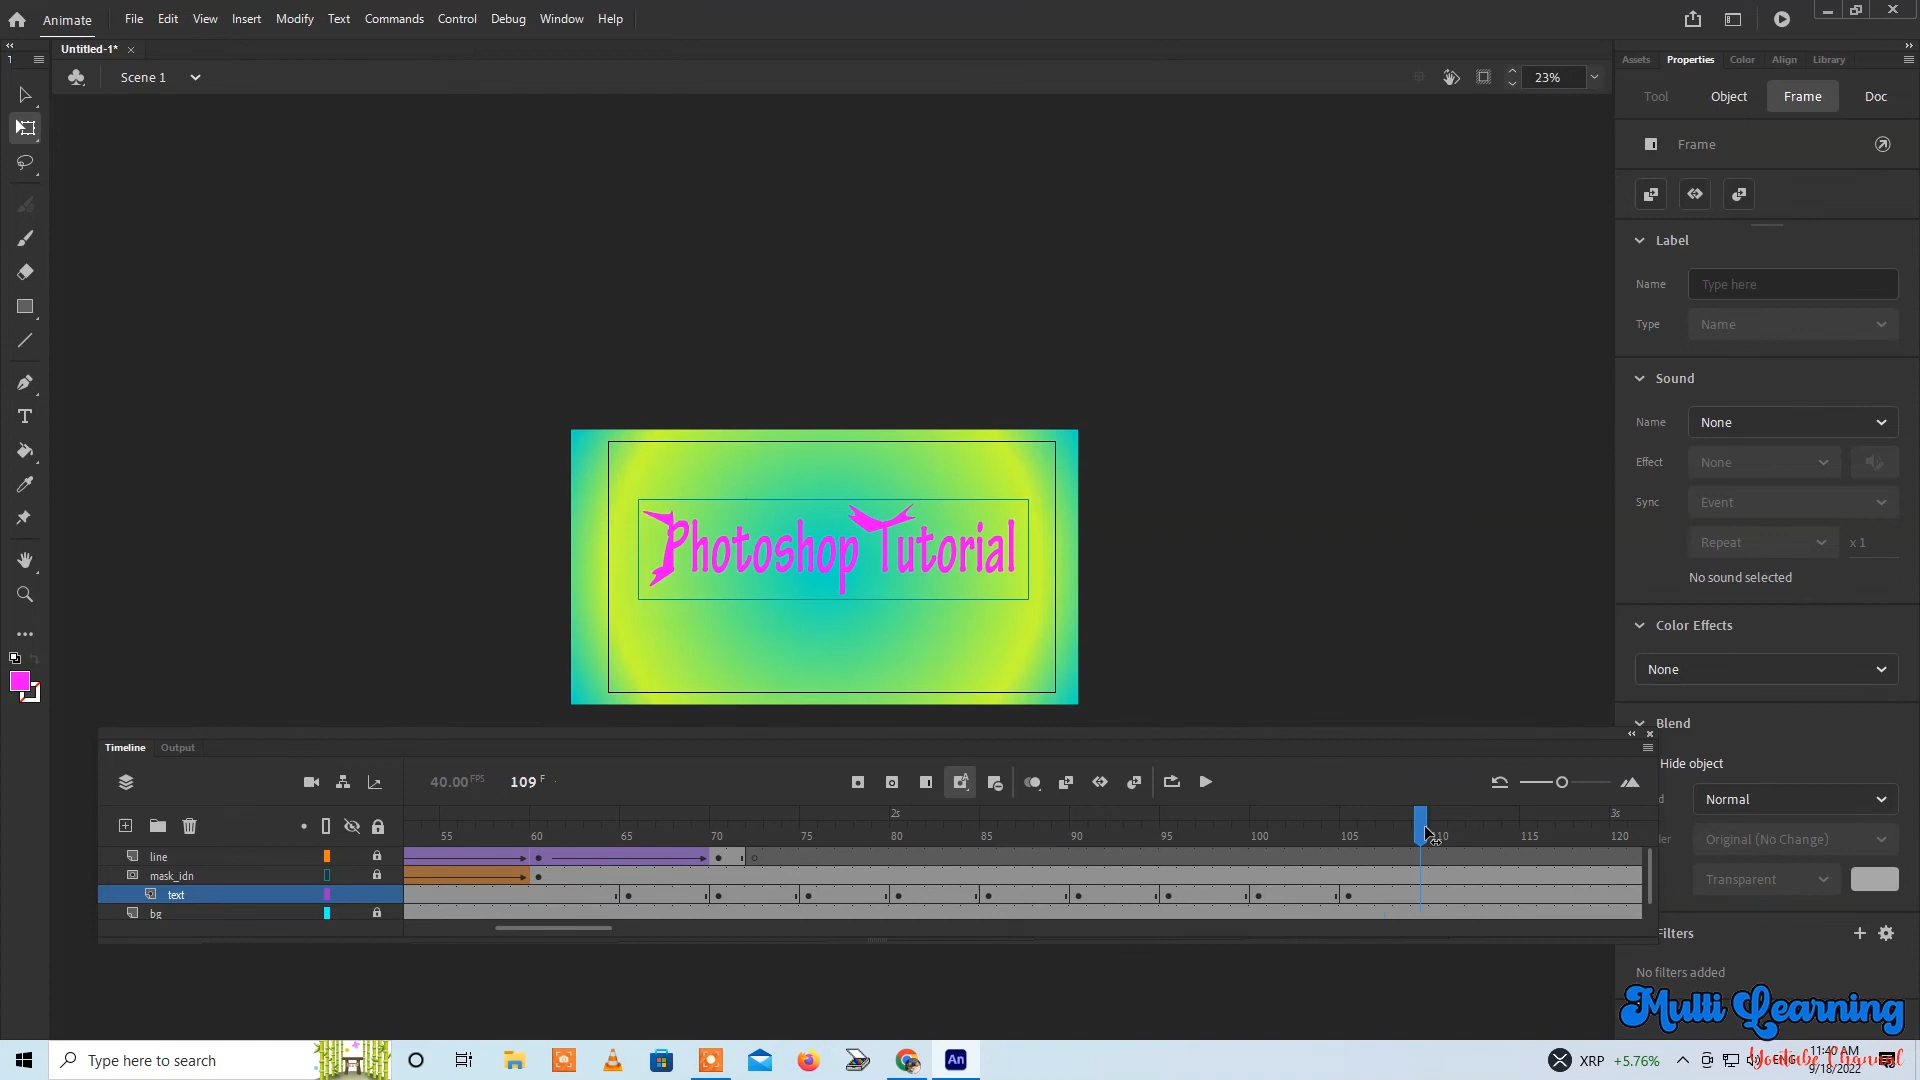 Animate File Edit View Insert Modify Text Commands Control Debug Window Help
Untitled-1*
Scene 1
23%
Assets Properties Color Align Library
Tool Object Frame Doc
Frame
Label
Name Type here
Type Name
Sound
Name None
Effect None
Sync Event
Repeat x 1
No sound selected
Color Effects
None
Blend
Hide object
Normal
Original (No Change)
Transparent
Filters
No filters added
Photoshop Tutorial
Timeline Output
40.00 FPS 109 F
2s 3s
55 60 65 70 75 80 85 90 95 100 105 110 115 120
line
mask_idn
text
bg
Multi Learning
Youtube Channel
Type here to search
An
XRP +5.76%
ENG
11:40 AM
9/18/2022